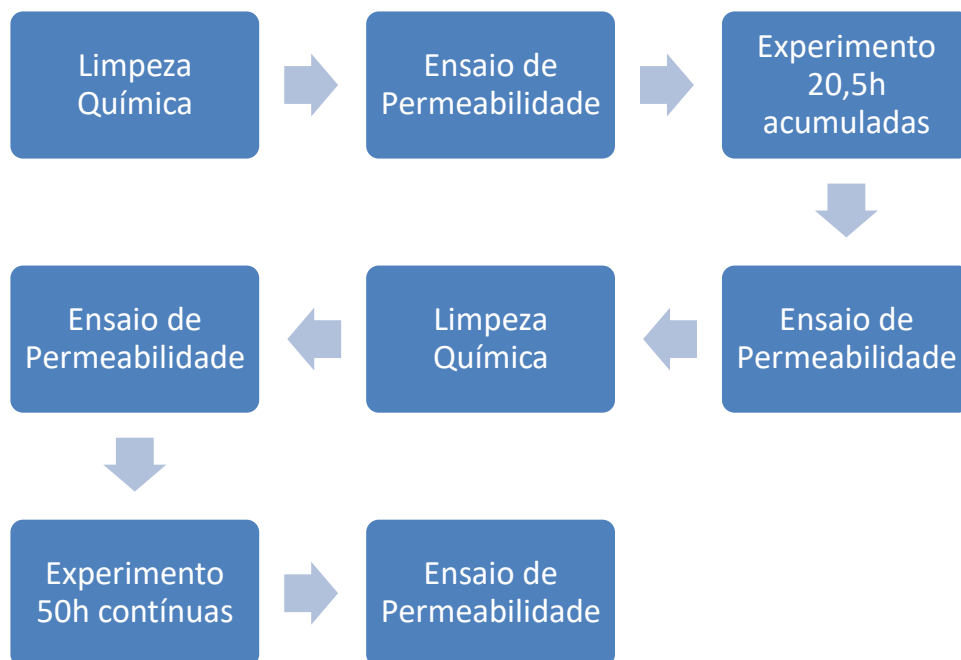 Limpeza
Química
Ensaio de
Permeabilidade
Experimento
20,5h
acumuladas
Ensaio de
Permeabilidade
Limpeza
Química
Ensaio de
Permeabilidade
Experimento
50h contínuas
Ensaio de
Permeabilidade